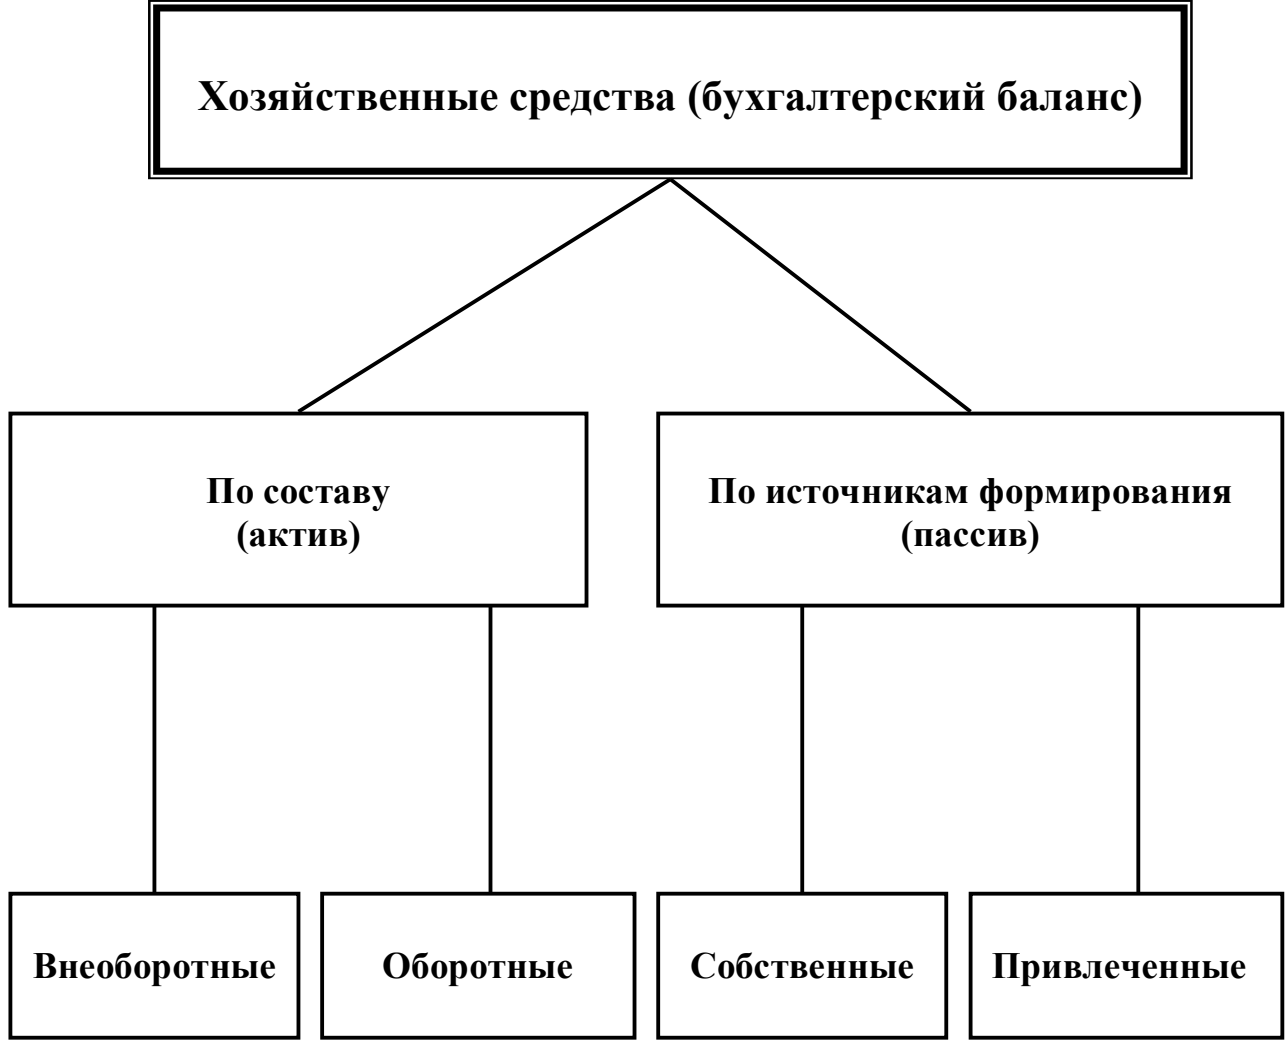 Хозяйственные средства (бухгалтерский баланс)
По составу
(актив)
По источникам формирования
(пассив)
Внеоборотные
Оборотные
Собственные
Привлеченные